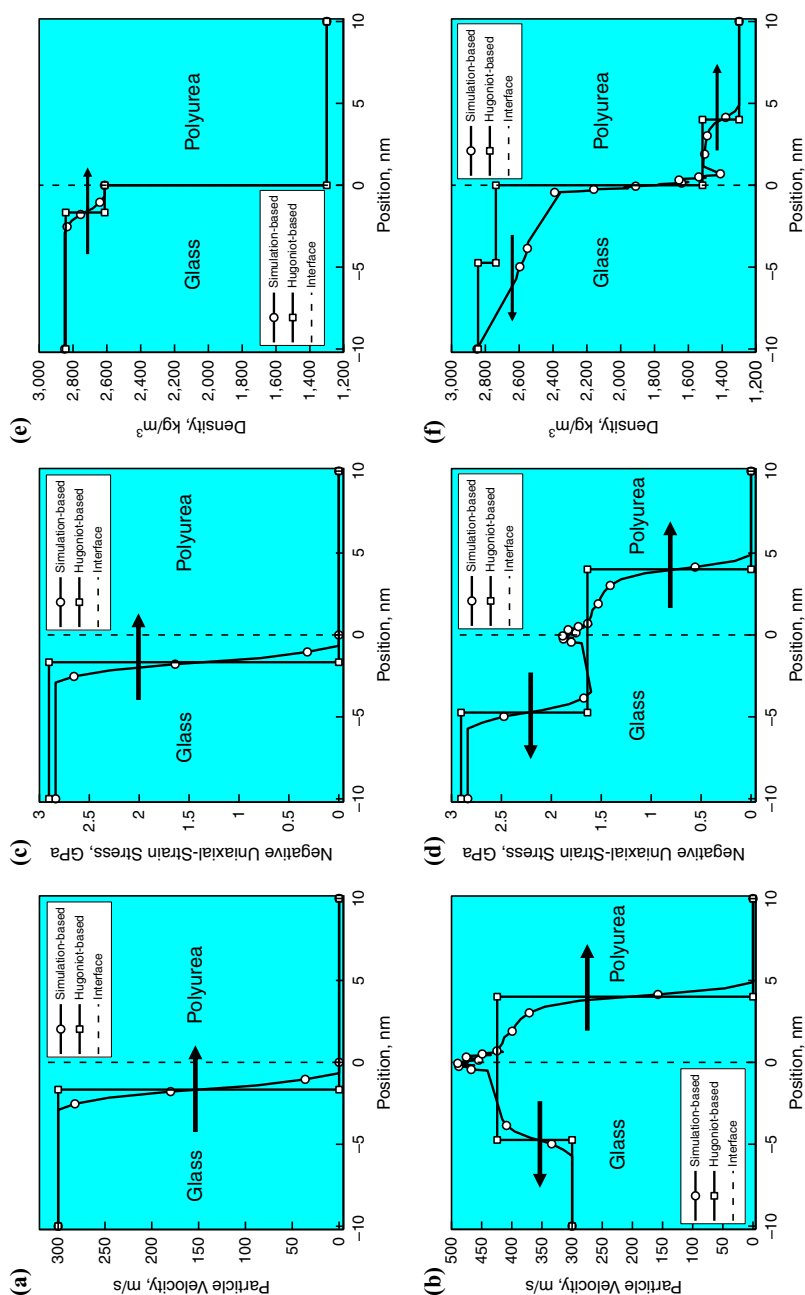 (a)
300
250
200
150
100
50
0
Particle Velocity, m/s
Simulation-based
Hugoniot-based
Interface
Glass
Polyurea
–10
–5
0
5
10
Position, nm
(c)
3
2.5
2
1.5
1
0.5
0
Negative Uniaxial-Strain Stress, GPa
Simulation-based
Hugoniot-based
Interface
Glass
Polyurea
–10
–5
0
5
10
Position, nm
(e)
3,000
2,800
2,600
2,400
2,200
2,000
1,800
1,600
1,400
1,200
Density, kg/m³
Glass
Polyurea
Simulation-based
Hugoniot-based
Interface
–10
–5
0
5
10
Position, nm
(b)
500
450
400
350
300
250
200
150
100
50
0
Particle Velocity, m/s
Glass
Polyurea
Simulation-based
Hugoniot-based
Interface
–10
–5
0
5
10
Position, nm
(d)
3
2.5
2
1.5
1
0.5
0
Negative Uniaxial-Strain Stress, GPa
Simulation-based
Hugoniot-based
Interface
Glass
Polyurea
–10
–5
0
5
10
Position, nm
(f)
3,000
2,800
2,600
2,400
2,200
2,000
1,800
1,600
1,400
1,200
Density, kg/m³
Simulation-based
Hugoniot-based
Interface
Glass
Polyurea
–10
–5
0
5
10
Position, nm